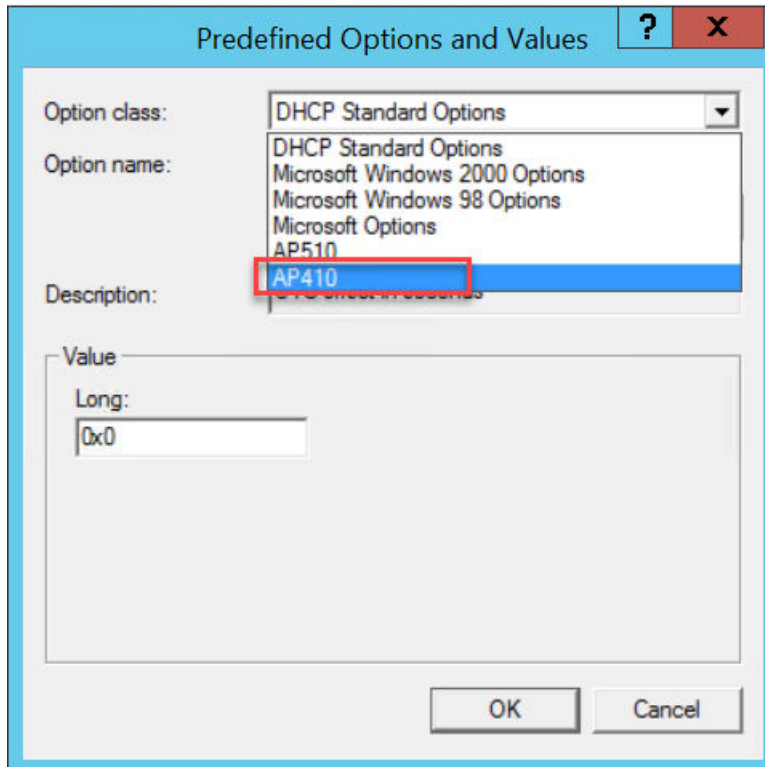 Predefined Options and Values ? X
Option class: DHCP Standard Options
DHCP Standard Options
Option name: Microsoft Windows 2000 Options
Microsoft Windows 98 Options
Microsoft Options
AP510
AP410
Description:
Value
Long:
0x0
OK Cancel